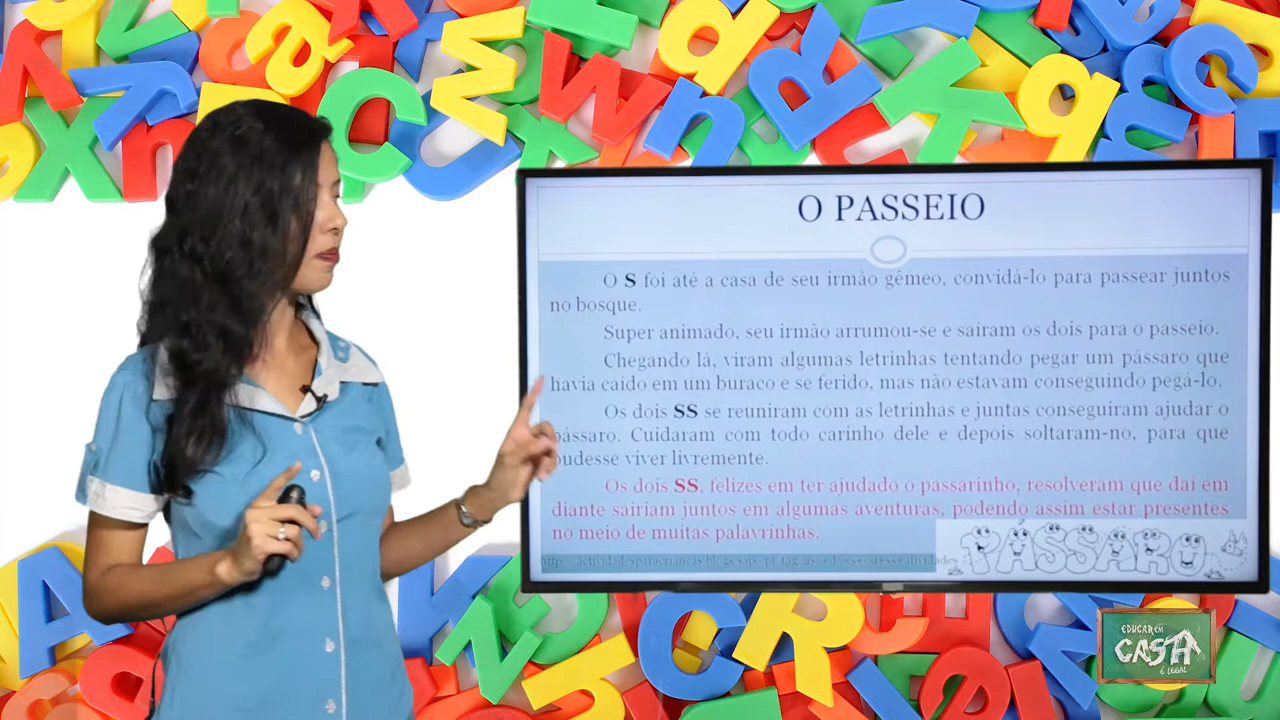 O PASSEIO
O S foi até a casa de seu irmão gêmeo, convidá-lo para passear juntos
no bosque.
Super animado, seu irmão arrumou-se e saíram os dois para o passeio.
Chegando lá, viram algumas letrinhas tentando pegar um pássaro que
havia caído em um buraco e se ferido, mas não estavam conseguindo pegá-lo.
Os dois SS se reuniram com as letrinhas e juntas conseguiram ajudar o
pássaro. Cuidaram com todo carinho dele e depois soltaram-no, para que
pudesse viver livremente.
Os dois SS, felizes em ter ajudado o passarinho, resolveram que daí em
diante sairiam juntos em algumas aventuras, podendo assim estar presentes
no meio de muitas palavrinhas.
PÁSSARO
EDUCAR EM
CASA
É LEGAL